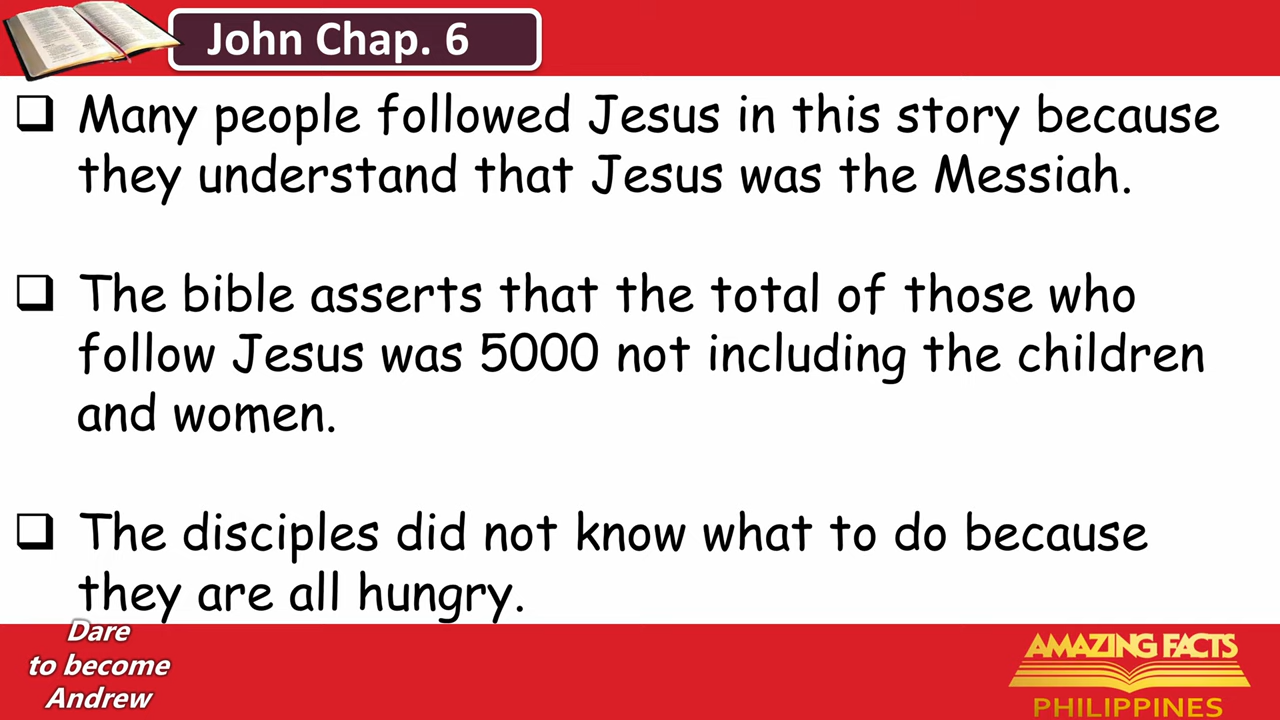 John Chap. 6
❑ Many people followed Jesus in this story because
they understand that Jesus was the Messiah.
❑ The bible asserts that the total of those who
follow Jesus was 5000 not including the children
and women.
❑ The disciples did not know what to do because
they are all hungry.
Dare
to become
Andrew
AMAZING FACTS
PHILIPPINES